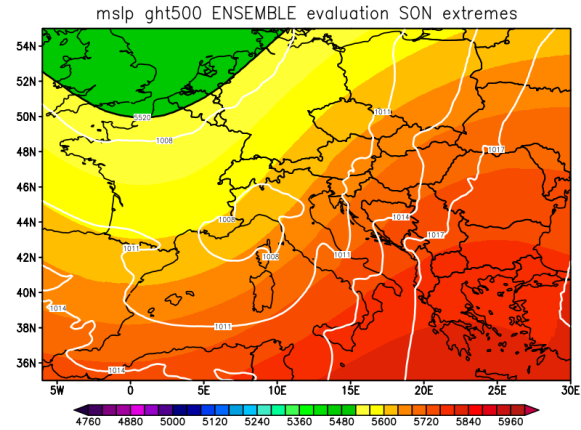 mslp ght500 ENSEMBLE evaluation SON extremes
54N
52N
50N
48N
46N
44N
42N
40N
38N
36N
5520
1008
1011
1017
1008
1014
1017
1011
1008
1011
1014
1011
1014
5W 0 5E 10E 15E 20E 25E 30E
4760 4880 5000 5120 5240 5360 5480 5600 5720 5840 5960